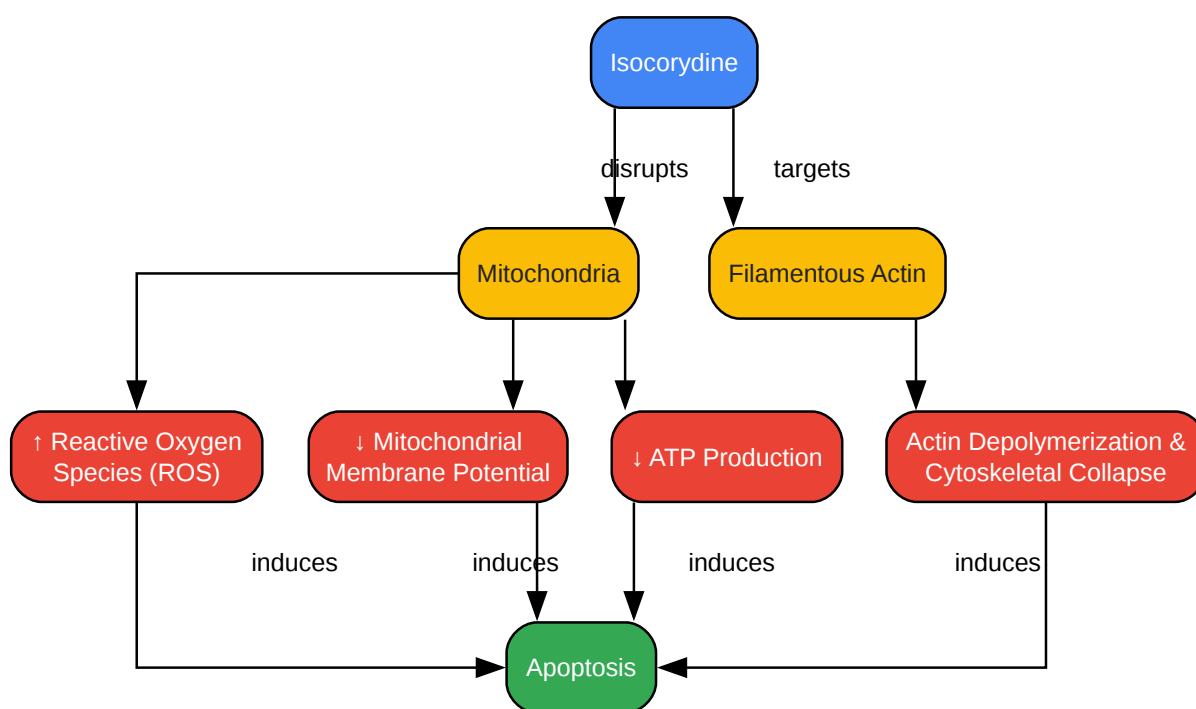 Isocorydine
disrupts
targets
Mitochondria
Filamentous Actin
↑ Reactive Oxygen
Species (ROS)
↓ Mitochondrial
Membrane Potential
↓ ATP Production
Actin Depolymerization &
Cytoskeletal Collapse
induces
induces
induces
induces
Apoptosis